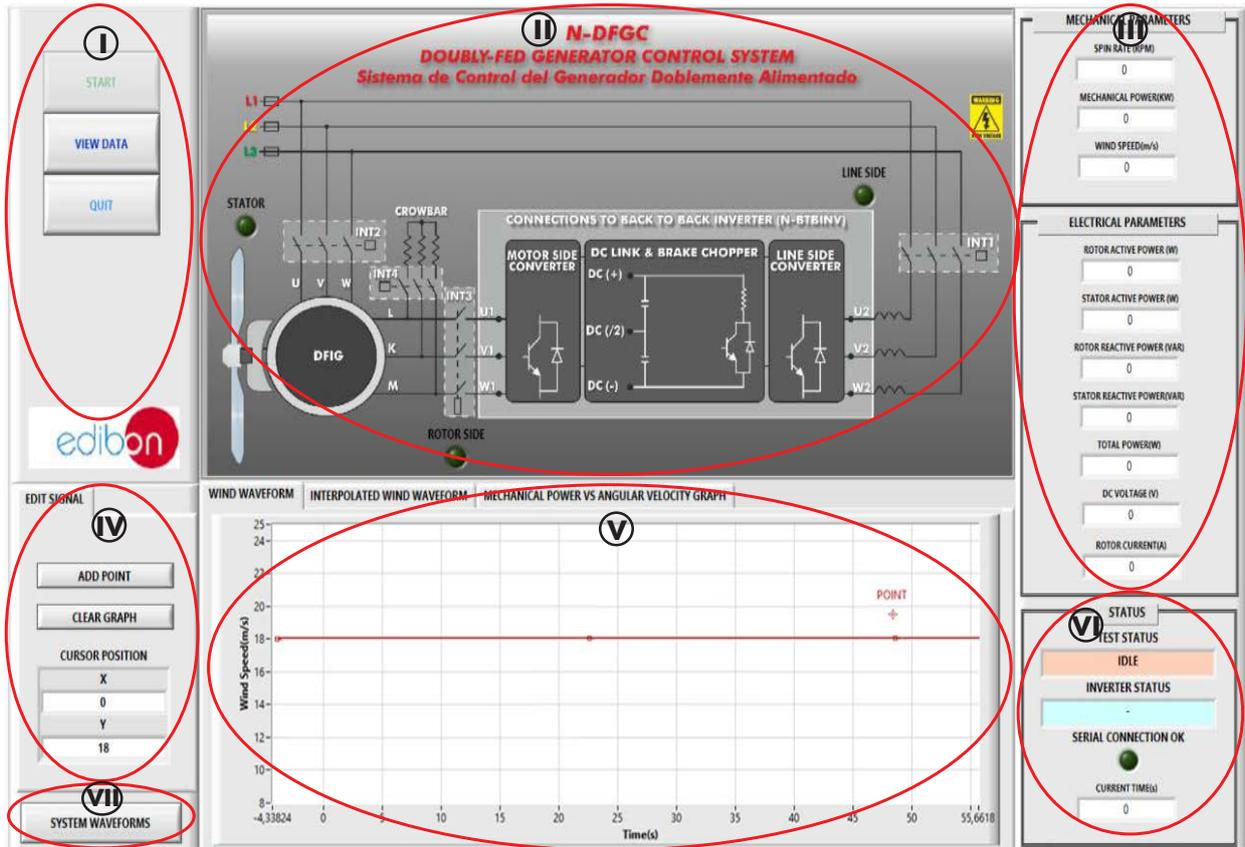 I
START
VIEW DATA
QUIT
edibon
II
N-DFGC
DOUBLY-FED GENERATOR CONTROL SYSTEM
Sistema de Control del Generador Doblemente Alimentado
L1
L2
L3
WARNING
HIGH VOLTAGE
STATOR
INT2
CROWBAR
INT4
INT3
U V W
L
K
M
DFIG
U1
V1
W1
ROTOR SIDE
CONNECTIONS TO BACK TO BACK INVERTER (N-BTBINV)
MOTOR SIDE CONVERTER
DC LINK & BRAKE CHOPPER
DC (+)
DC (/2)
DC (-)
LINE SIDE CONVERTER
LINE SIDE
INT1
U2
V2
W2
III
MECHANICAL PARAMETERS
SPIN RATE (RPM)
0
MECHANICAL POWER(KW)
0
WIND SPEED(m/s)
0
ELECTRICAL PARAMETERS
ROTOR ACTIVE POWER (W)
0
STATOR ACTIVE POWER (W)
0
ROTOR REACTIVE POWER (VAR)
0
STATOR REACTIVE POWER(VAR)
0
TOTAL POWER(W)
0
DC VOLTAGE (V)
0
ROTOR CURRENT(A)
0
EDIT SIGNAL
IV
ADD POINT
CLEAR GRAPH
CURSOR POSITION
X
0
Y
18
VII
SYSTEM WAVEFORMS
WIND WAVEFORM
INTERPOLATED WIND WAVEFORM
MECHANICAL POWER VS ANGULAR VELOCITY GRAPH
V
Wind Speed(m/s)
25
24
22
20
18
16
14
12
10
8
POINT
-4,33824 0 5 10 15 20 25 30 35 40 45 50 55,6618
Time(s)
STATUS
VI
TEST STATUS
IDLE
INVERTER STATUS
-
SERIAL CONNECTION OK
CURRENT TIME(s)
0